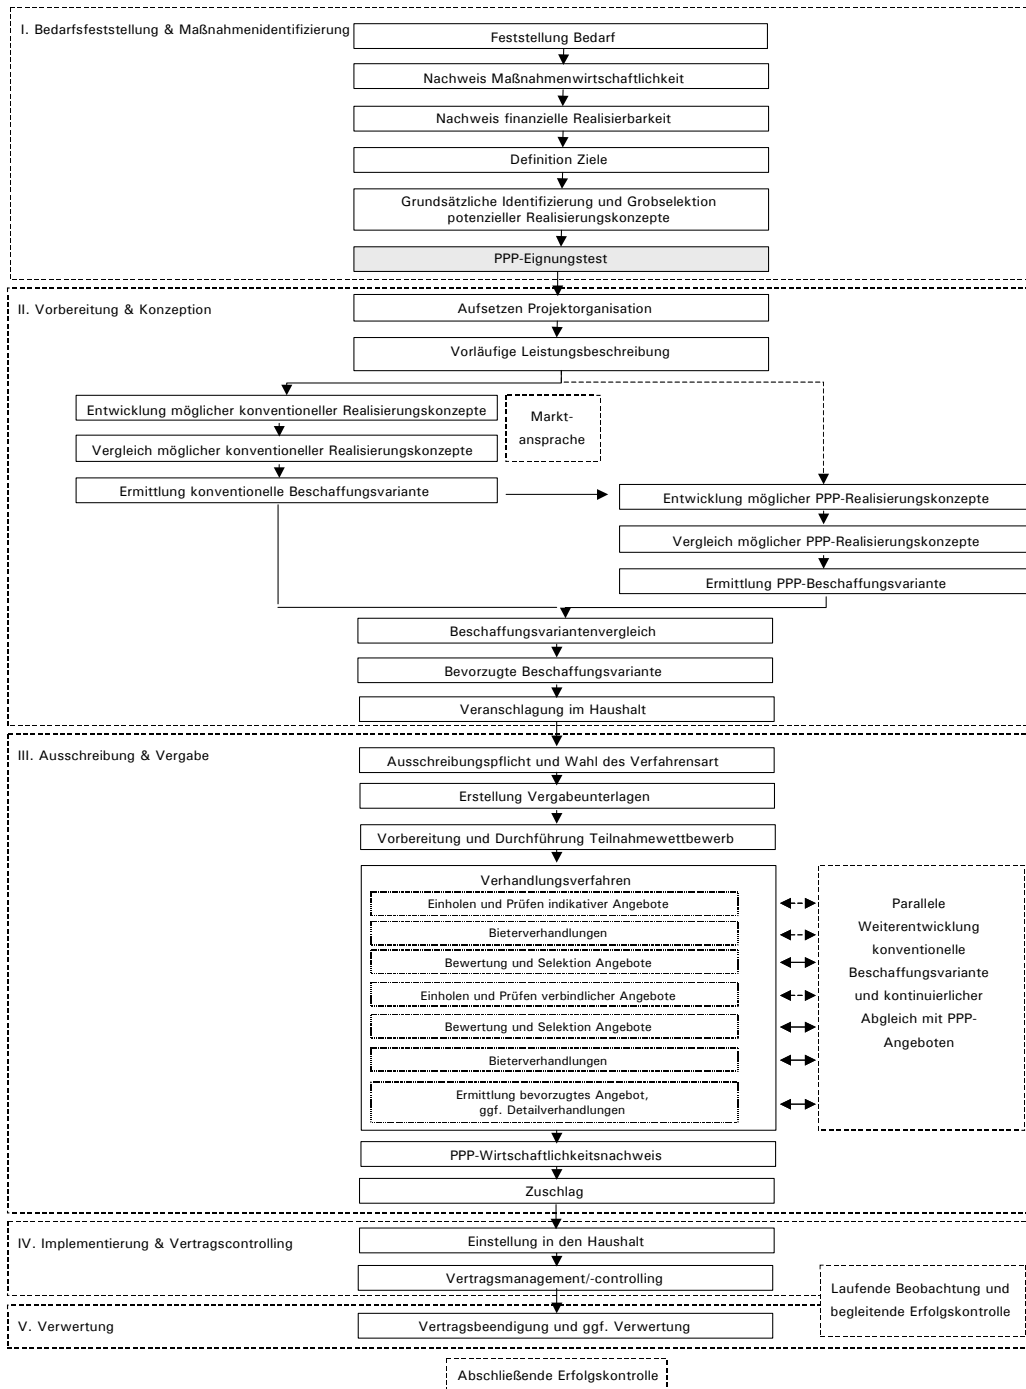 I. Bedarfsfeststellung & Maßnahmenidentifizierung
Feststellung Bedarf
Nachweis Maßnahmenwirtschaftlichkeit
Nachweis finanzielle Realisierbarkeit
Definition Ziele
Grundsätzliche Identifizierung und Grobselektion
potenzieller Realisierungskonzepte
PPP-Eignungstest
II. Vorbereitung & Konzeption
Aufsetzen Projektorganisation
Vorläufige Leistungsbeschreibung
Entwicklung möglicher konventioneller Realisierungskonzepte
Vergleich möglicher konventioneller Realisierungskonzepte
Ermittlung konventionelle Beschaffungsvariante
Markt-
ansprache
Entwicklung möglicher PPP-Realisierungskonzepte
Vergleich möglicher PPP-Realisierungskonzepte
Ermittlung PPP-Beschaffungsvariante
Beschaffungsvariantenvergleich
Bevorzugte Beschaffungsvariante
Veranschlagung im Haushalt
III. Ausschreibung & Vergabe
Ausschreibungspflicht und Wahl des Verfahrensart
Erstellung Vergabeunterlagen
Vorbereitung und Durchführung Teilnahmewettbewerb
Verhandlungsverfahren
Einholen und Prüfen indikativer Angebote
Bieterverhandlungen
Bewertung und Selektion Angebote
Einholen und Prüfen verbindlicher Angebote
Bewertung und Selektion Angebote
Bieterverhandlungen
Ermittlung bevorzugtes Angebot,
ggf. Detailverhandlungen
Parallele
Weiterentwicklung
konventionelle
Beschaffungsvariante
und kontinuierlicher
Abgleich mit PPP-
Angeboten
PPP-Wirtschaftlichkeitsnachweis
Zuschlag
IV. Implementierung & Vertragscontrolling
Einstellung in den Haushalt
Vertragsmanagement/-controlling
Laufende Beobachtung und
begleitende Erfolgskontrolle
V. Verwertung
Vertragsbeendigung und ggf. Verwertung
Abschließende Erfolgskontrolle